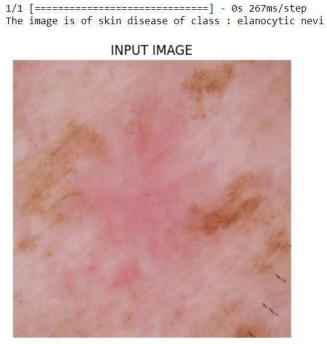 1/1 [==============================] - 0s 267ms/step
The image is of skin disease of class : elanocytic nevi
INPUT IMAGE